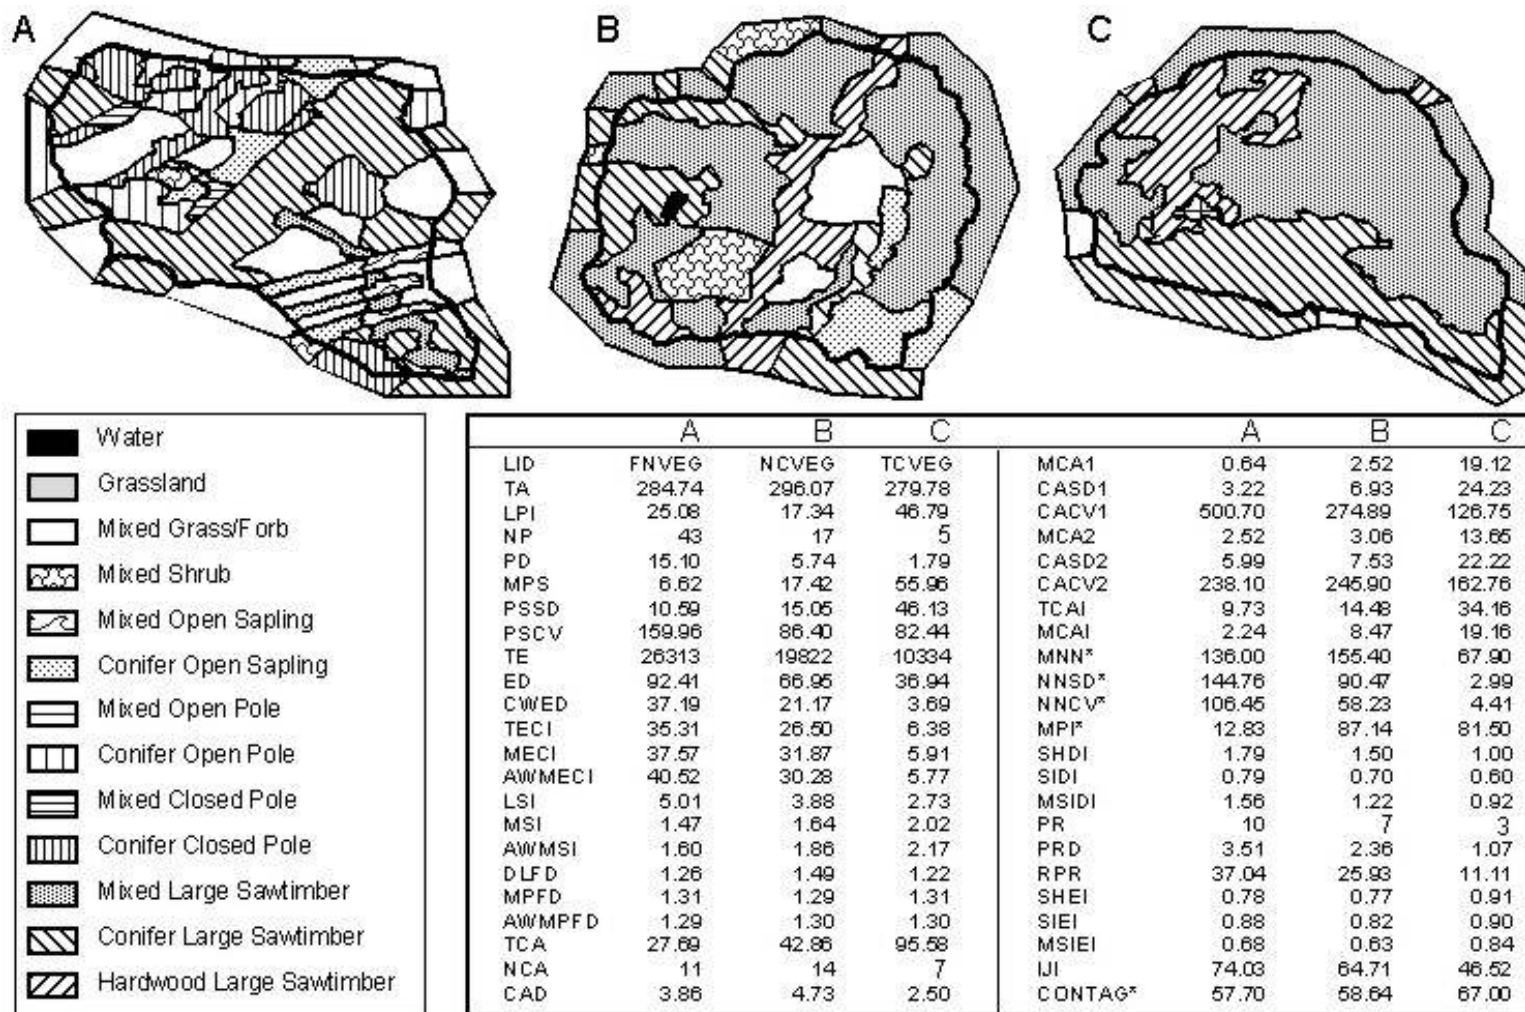 A
B
C
Water
Grassland
Mixed Grass/Forb
Mixed Shrub
Mixed Open Sapling
Conifer Open Sapling
Mixed Open Pole
Conifer Open Pole
Mixed Closed Pole
Conifer Closed Pole
Mixed Large Sawtimber
Conifer Large Sawtimber
Hardwood Large Sawtimber
A B C
LID FNVEG NCVEG TCVEG
TA 284.74 296.07 279.78
LPI 25.08 17.34 46.79
NP 43 17 5
PD 15.10 5.74 1.79
MPS 6.62 17.42 55.96
PSSD 10.59 15.05 46.13
PSCV 159.96 86.40 82.44
TE 26313 19822 10334
ED 92.41 66.95 36.94
CWED 37.19 21.17 3.69
TECI 35.31 26.50 6.38
MECI 37.57 31.87 5.91
AWMECI 40.52 30.28 5.77
LSI 5.01 3.88 2.73
MSI 1.47 1.64 2.02
AWMSI 1.60 1.86 2.17
DLFD 1.26 1.49 1.22
MPFD 1.31 1.29 1.31
AWMPFD 1.29 1.30 1.30
TCA 27.69 42.86 95.58
NCA 11 14 7
CAD 3.86 4.73 2.50
A B C
MCA1 0.64 2.52 19.12
CASD1 3.22 6.93 24.23
CACV1 500.70 274.89 126.75
MCA2 2.52 3.06 13.65
CASD2 5.99 7.53 22.22
CACV2 238.10 245.90 162.76
TCAI 9.73 14.48 34.16
MCAI 2.24 8.47 19.16
MNN* 136.00 155.40 67.90
NNSD* 144.76 90.47 2.99
NNCV* 106.45 58.23 4.41
MPI* 12.83 87.14 81.50
SHDI 1.79 1.50 1.00
SIDI 0.79 0.70 0.60
MSIDI 1.56 1.22 0.92
PR 10 7 3
PRD 3.51 2.36 1.07
RPR 37.04 25.93 11.11
SHEI 0.78 0.77 0.91
SIEI 0.88 0.82 0.90
MSIEI 0.68 0.63 0.84
IJI 74.03 64.71 46.52
CONTAG* 57.70 58.64 67.00